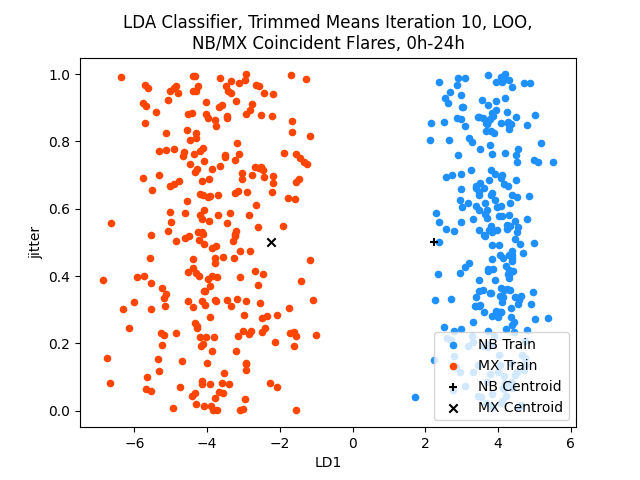 LDA Classifier, Trimmed Means Iteration 10, LOO,
NB/MX Coincident Flares, 0h-24h
1.0
0.8
0.6
0.4
0.2
0.0
jitter
NB Train
MX Train
NB Centroid
MX Centroid
−6
−4
−2
0
2
4
6
LD1